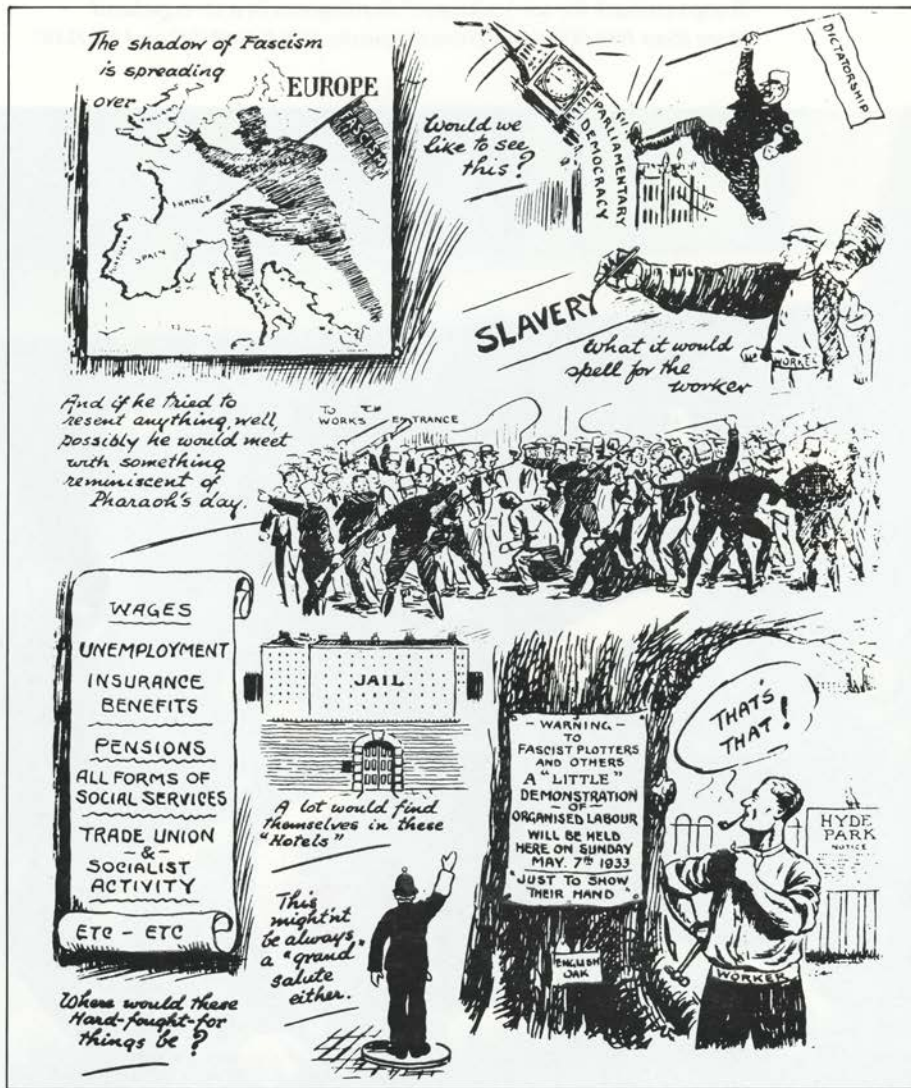 The shadow of Fascism
is spreading
over
EUROPE
FASCISM
GERMANY
FRANCE
SPAIN
Would we
like to see
this?
PARLIAMENTARY
DEMOCRACY
DICTATORSHIP
SLAVERY
WORKER
What it would
spell for the
worker
And if he tried to
resent anything, well,
possibly he would meet
with something
reminiscent of
Pharaoh's day.
TO
WORKS ENTRANCE
WAGES
UNEMPLOYMENT
INSURANCE
BENEFITS
PENSIONS
ALL FORMS OF
SOCIAL SERVICES
TRADE UNION
-&-
SOCIALIST
ACTIVITY
ETC - ETC
Where would these
Hard-fought-for
things be?
JAIL
A lot would find
themselves in these
"Hotels"
This
might'nt
be always
a "grand"
salute
either.
- WARNING -
TO
FASCIST PLOTTERS
AND OTHERS
A "LITTLE"
DEMONSTRATION
- OF -
ORGANISED LABOUR
WILL BE HELD
HERE ON SUNDAY
MAY. 7TH 1933
"JUST TO SHOW
THEIR HAND"
ENGLISH
OAK
THAT'S
THAT!
HYDE
PARK
NOTICE
WORKER